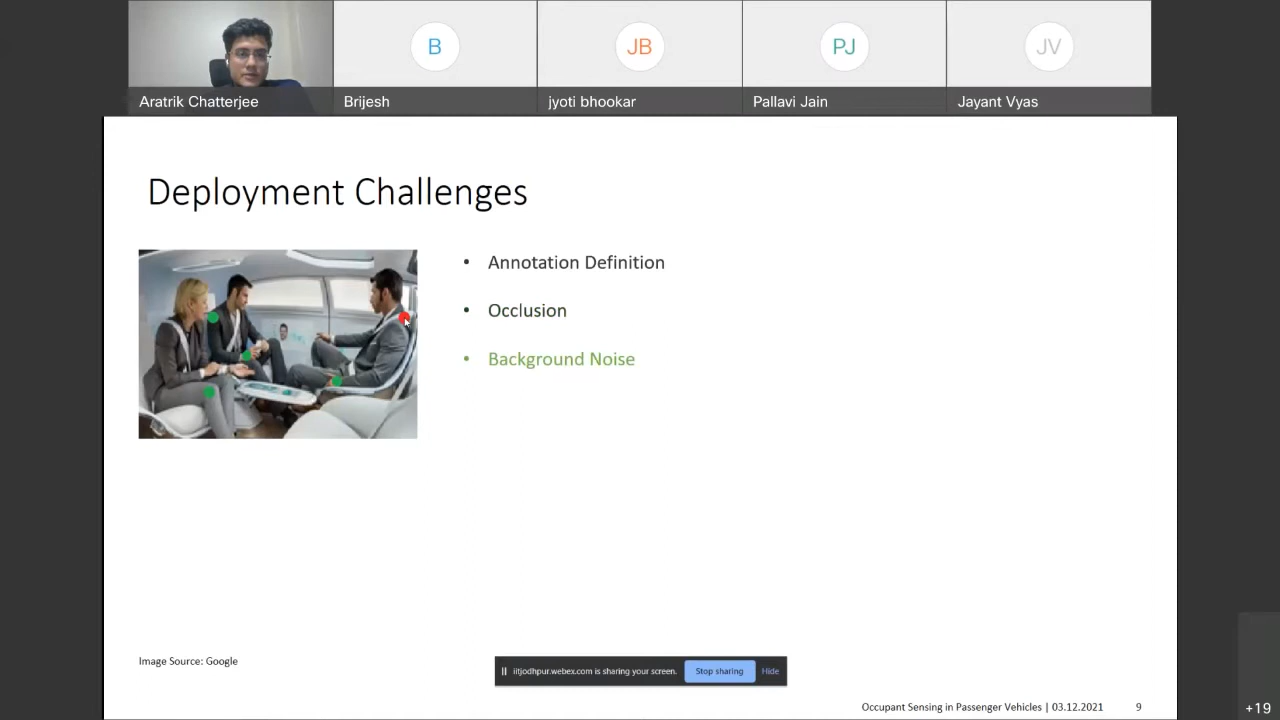 B
JB
PJ
JV
Aratrik Chatterjee
Brijesh
jyoti bhookar
Pallavi Jain
Jayant Vyas
Deployment Challenges
• Annotation Definition
• Occlusion
• Background Noise
Image Source: Google
iitjodhpur.webex.com is sharing your screen.
Stop sharing
Hide
Occupant Sensing in Passenger Vehicles | 03.12.2021
9
+19